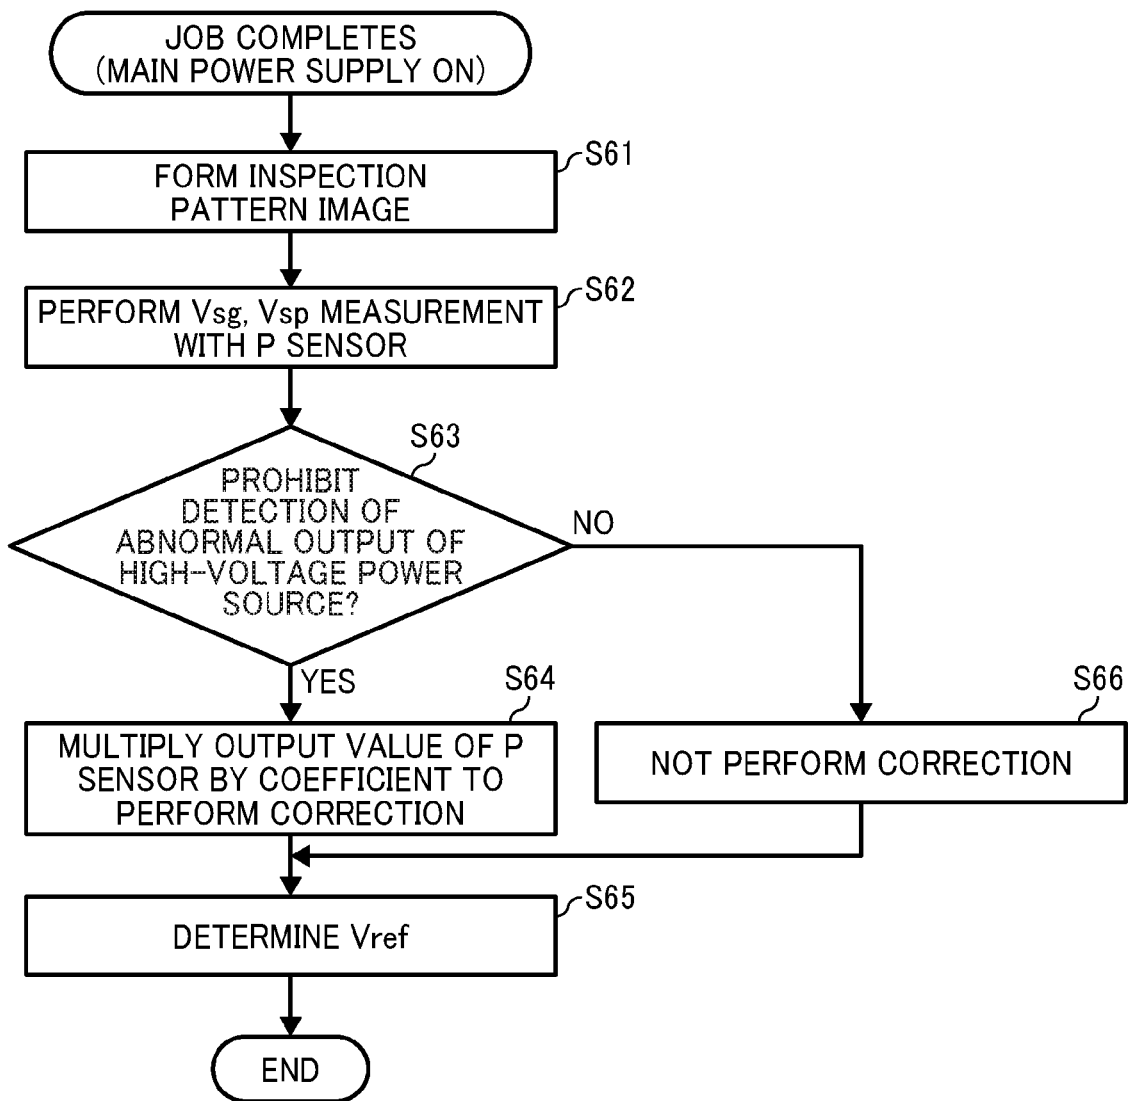 JOB COMPLETES
(MAIN POWER SUPPLY ON)
S61
FORM INSPECTION
PATTERN IMAGE
S62
PERFORM Vsg, Vsp MEASUREMENT
WITH P SENSOR
S63
PROHIBIT
DETECTION OF
ABNORMAL OUTPUT OF
HIGH-VOLTAGE POWER
SOURCE?
NO
YES
S64
MULTIPLY OUTPUT VALUE OF P
SENSOR BY COEFFICIENT TO
PERFORM CORRECTION
S66
NOT PERFORM CORRECTION
S65
DETERMINE Vref
END